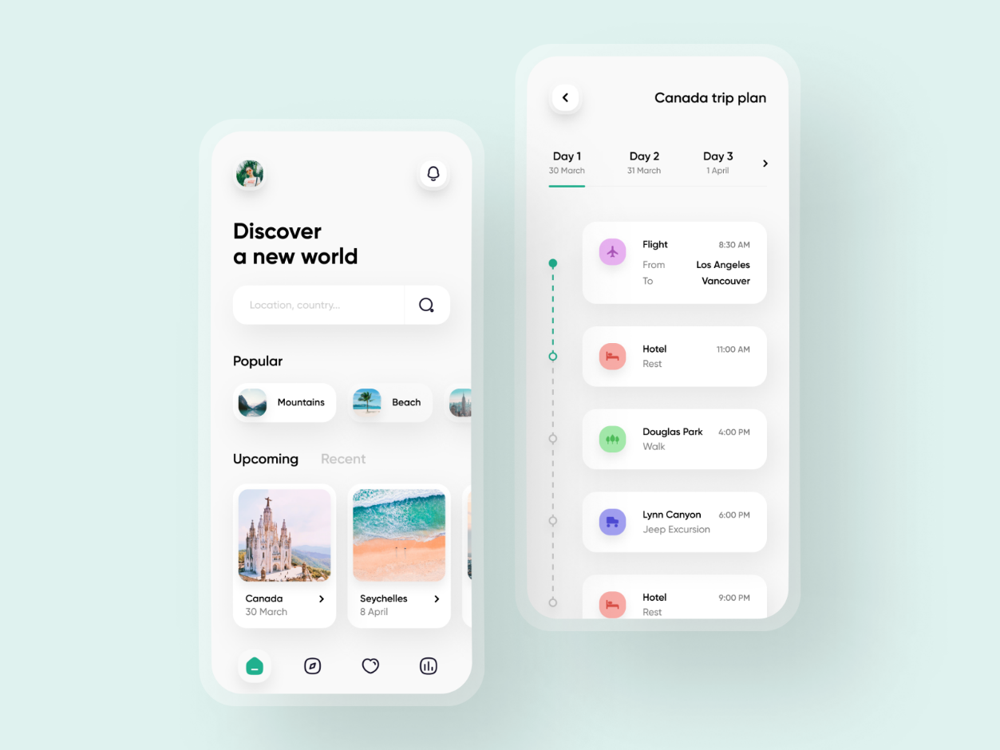 Discover
a new world
Location, country...
Popular
Mountains
Beach
Upcoming Recent
Canada
30 March
Seychelles
8 April
Canada trip plan
Day 1 Day 2 Day 3
30 March 31 March 1 April
Flight 8:30 AM
From Los Angeles
To Vancouver
Hotel 11:00 AM
Rest
Douglas Park 4:00 PM
Walk
Lynn Canyon 6:00 PM
Jeep Excursion
Hotel 9:00 PM
Rest